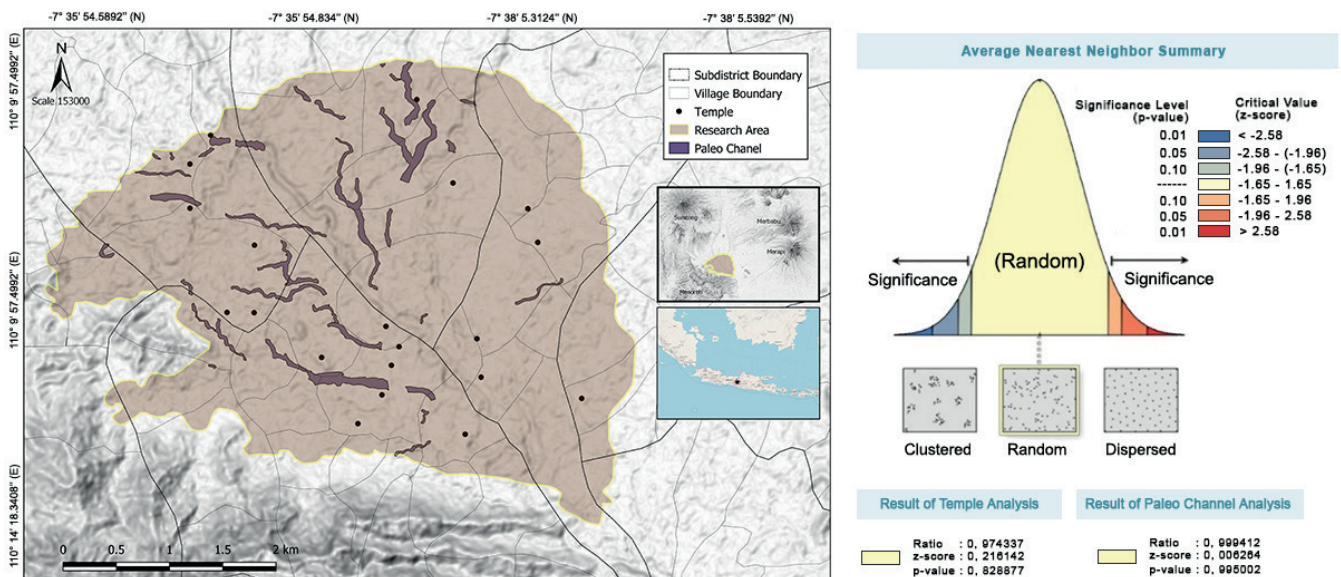 -7° 35' 54.5892" (N)
-7° 35' 54.834" (N)
-7° 38' 5.3124" (N)
-7° 38' 5.5392" (N)
110° 9' 57.4992" (E)
110° 9' 57.4992" (E)
110° 14' 18.3408" (E)
N
Scale 153000
Subdistrict Boundary
Village Boundary
Temple
Research Area
Paleo Chanel
Sundoro
Merbabu
Merapi
Menoreh
0 0.5 1 1.5 2 km
Average Nearest Neighbor Summary
Significance Level
(p-value)
Critical Value
(z-score)
0.01 < -2.58
0.05 -2.58 - (-1.96)
0.10 -1.96 - (-1.65)
------ -1.65 - 1.65
0.10 -1.65 - 1.96
0.05 -1.96 - 2.58
0.01 > 2.58
(Random)
Significance
Significance
Clustered
Random
Dispersed
Result of Temple Analysis
Ratio : 0, 974337
z-score : 0, 216142
p-value : 0, 828877
Result of Paleo Channel Analysis
Ratio : 0, 999412
z-score : 0, 006264
p-value : 0, 995002